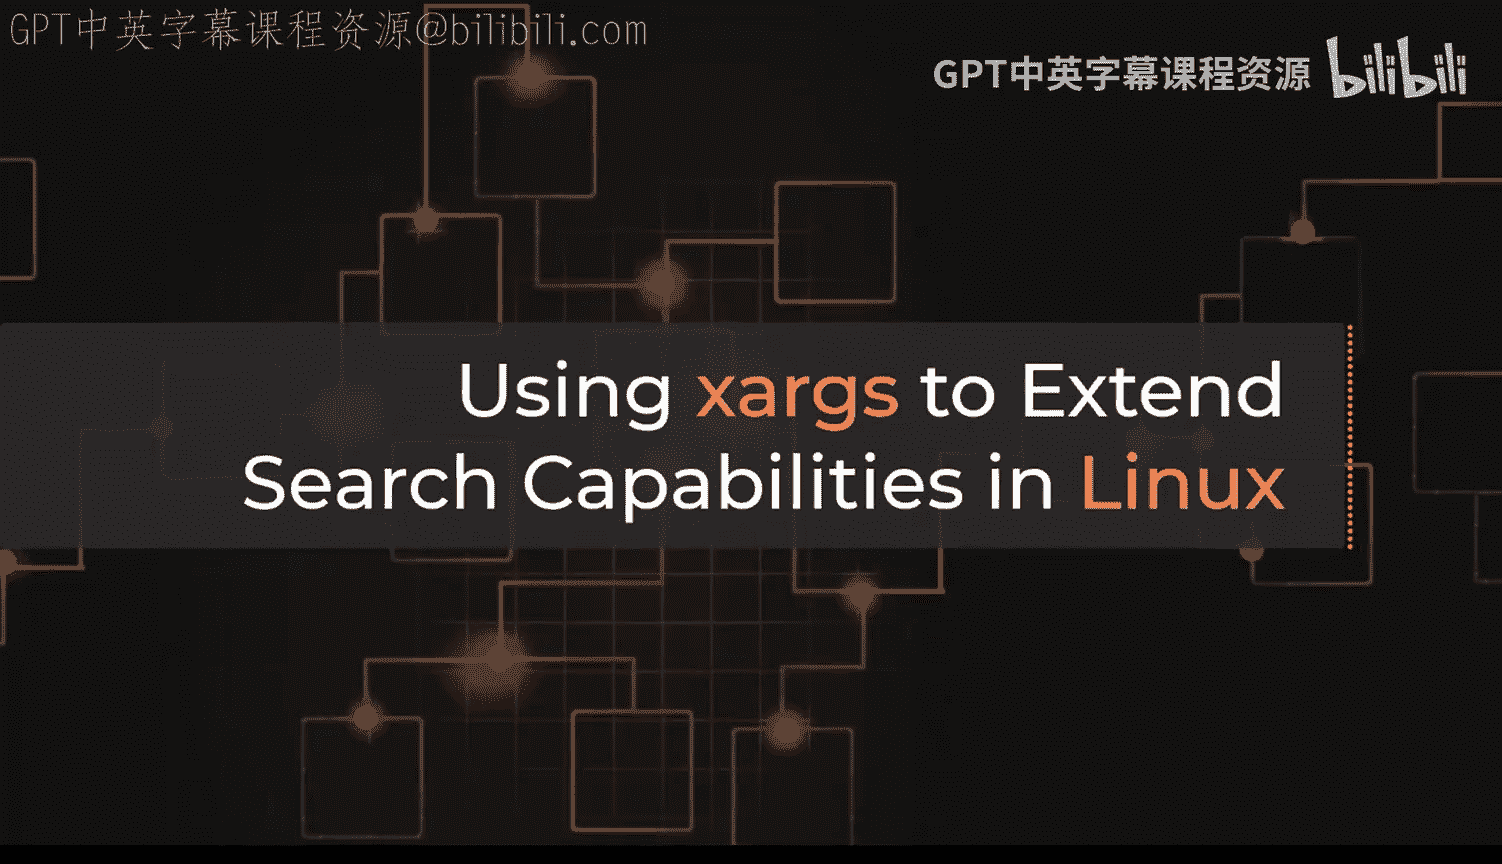 GPT中英字幕课程资源@bilibili.com
GPT中英字幕课程资源 bilibili
Using xargs to Extend
Search Capabilities in Linux